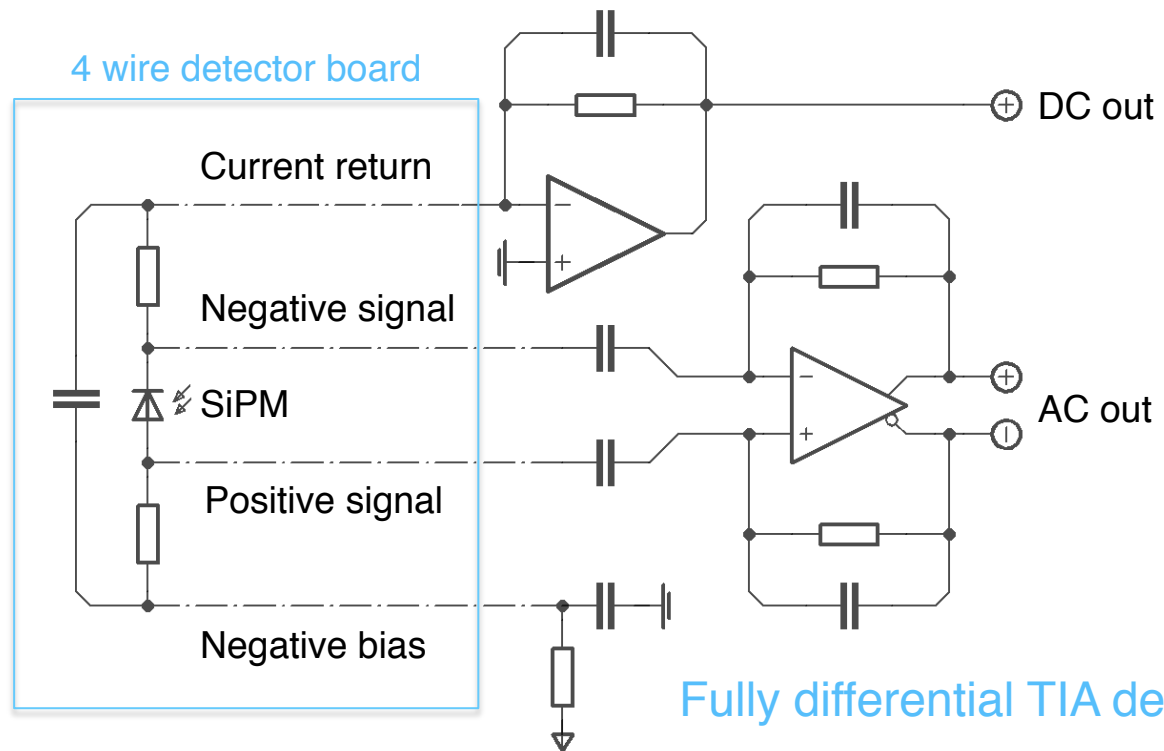 4 wire detector board
Current return
DC out
Negative signal
SiPM
AC out
Positive signal
Negative bias
Fully differential TIA de